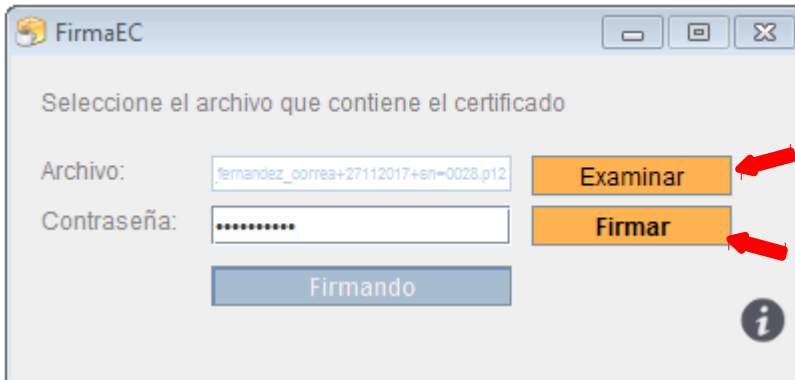 FirmaEC
Seleccione el archivo que contiene el certificado
Archivo: fernandez_correa+27112017+sn=0028.p12 Examinar
Contraseña: •••••••••• Firmar
Firmando
i